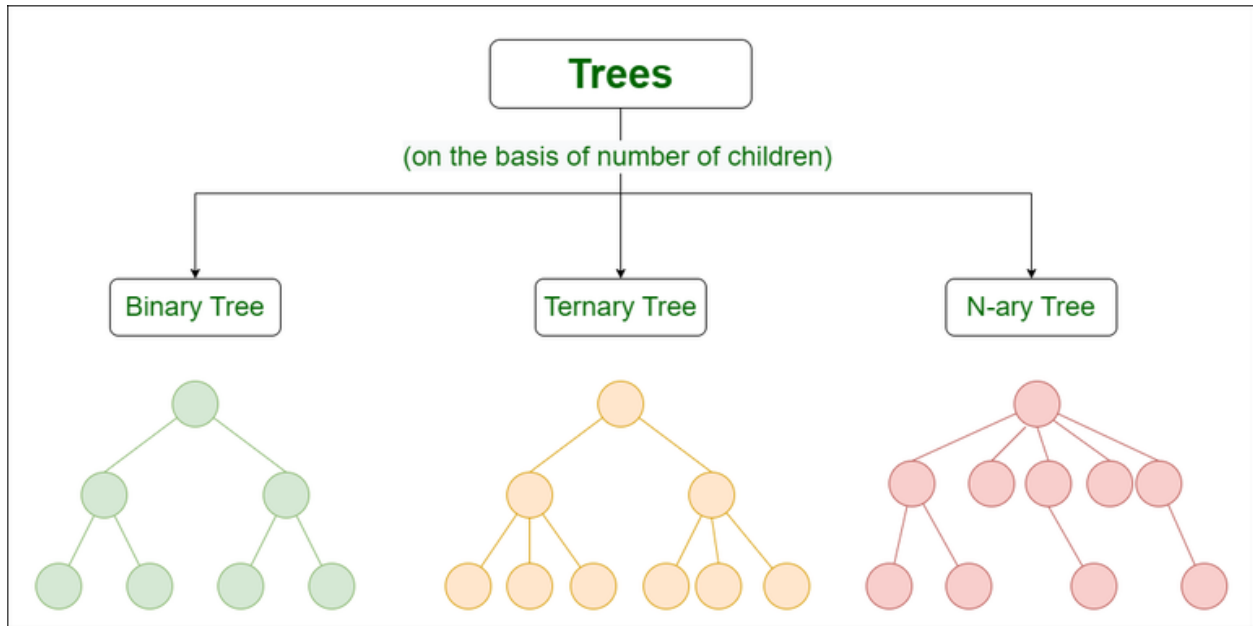 Trees
(on the basis of number of children)
Binary Tree
Ternary Tree
N-ary Tree